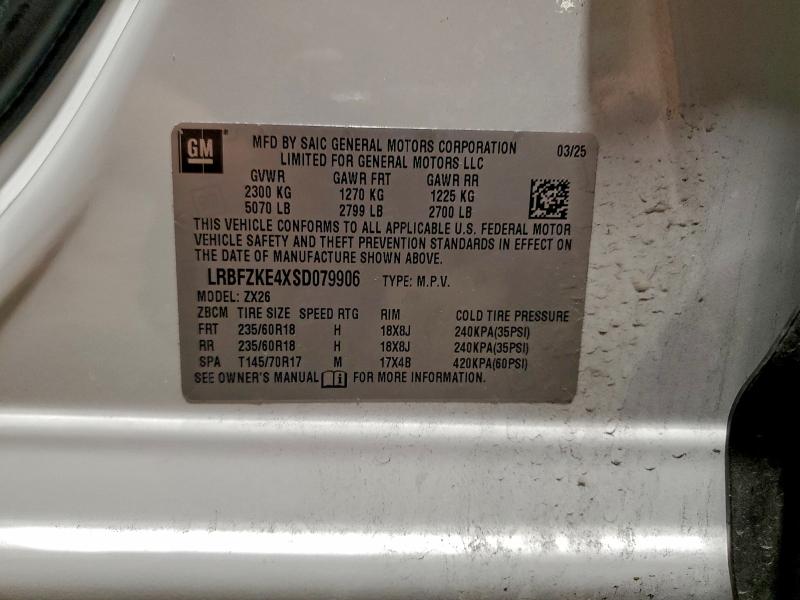 GM
MFD BY SAIC GENERAL MOTORS CORPORATION
LIMITED FOR GENERAL MOTORS LLC
03/25
GVWR GAWR FRT GAWR RR
2300 KG 1270 KG 1225 KG
5070 LB 2799 LB 2700 LB
THIS VEHICLE CONFORMS TO ALL APPLICABLE U.S. FEDERAL MOTOR
VEHICLE SAFETY AND THEFT PREVENTION STANDARDS IN EFFECT ON
THE DATE OF MANUFACTURE SHOWN ABOVE.
LRBFZKE4XSD079906 TYPE: M.P.V.
MODEL: ZX26
ZBCM TIRE SIZE SPEED RTG RIM COLD TIRE PRESSURE
FRT 235/60R18 H 18X8J 240KPA(35PSI)
RR 235/60R18 H 18X8J 240KPA(35PSI)
SPA T145/70R17 M 17X4B 420KPA(60PSI)
SEE OWNER'S MANUAL FOR MORE INFORMATION.